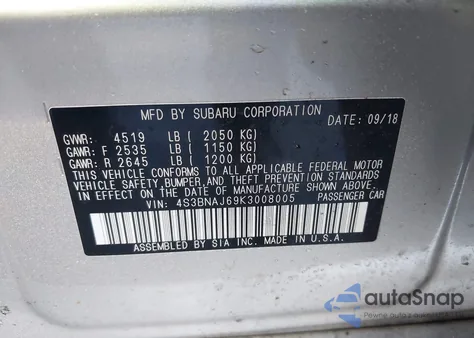 MFD BY SUBARU CORPORATION
DATE: 09/18
GVWR: 4519 LB ( 2050 KG)
GAWR: F 2535 LB ( 1150 KG)
GAWR: R 2645 LB ( 1200 KG)
THIS VEHICLE CONFORMS TO ALL APPLICABLE FEDERAL MOTOR
VEHICLE SAFETY, BUMPER, AND THEFT PREVENTION STANDARDS
IN EFFECT ON THE DATE OF MANUFACTURE SHOWN ABOVE.
VIN: 4S3BNAJ69K3008005 PASSENGER CAR
ASSEMBLED BY SIA INC. MADE IN U.S.A.
autoSnap
Pewne auto z